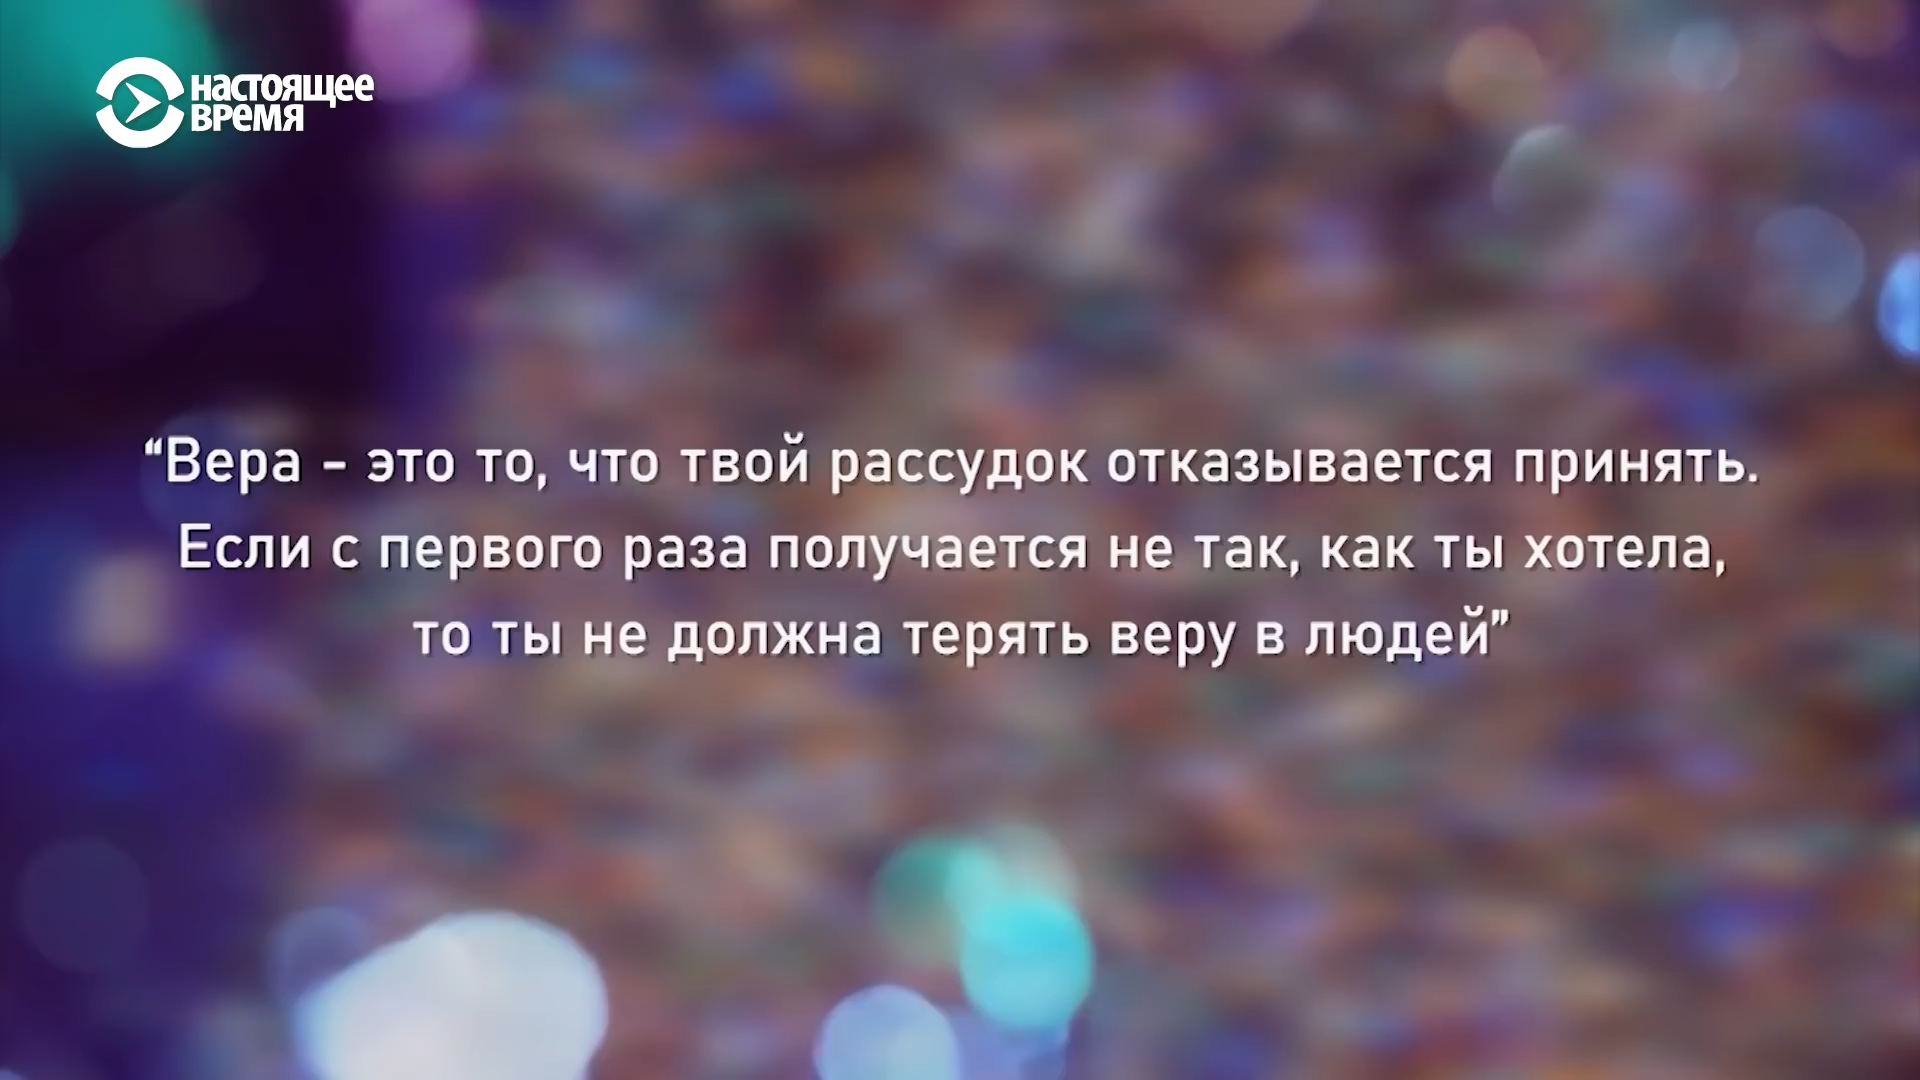 НАСТОЯЩЕЕ
ВРЕМЯ
“Вера - это то, что твой рассудок отказывается принять.
Если с первого раза получается не так, как ты хотела,
то ты не должна терять веру в людей”